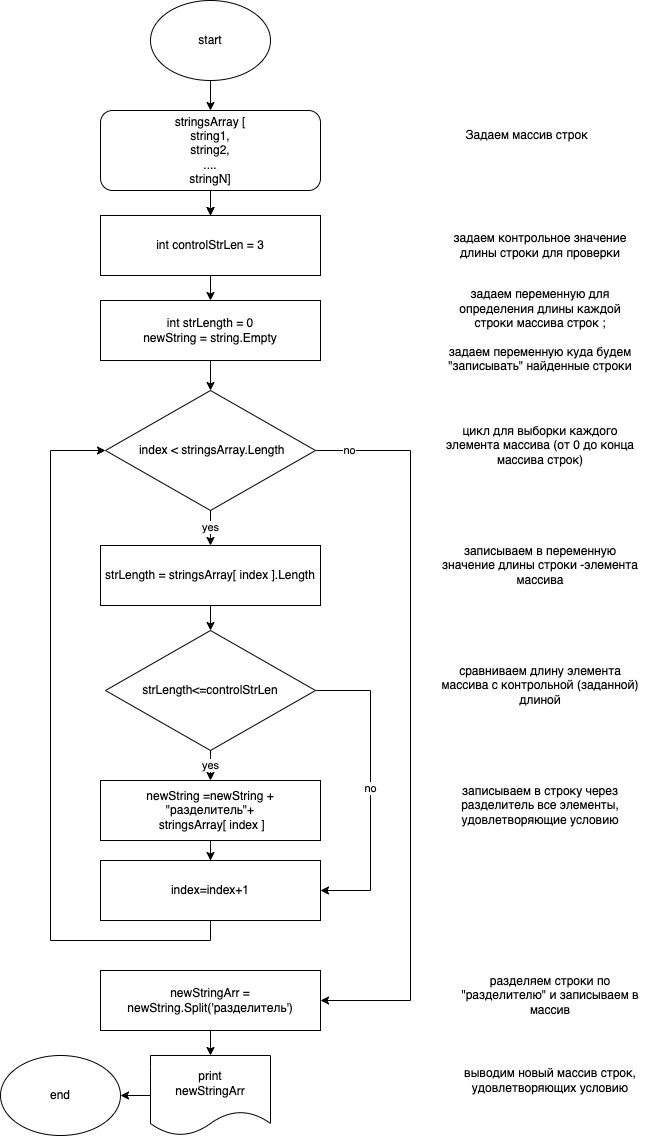 start
stringsArray [
string1,
string2,
....
stringN]
Задаем массив строк
int controlStrLen = 3
задаем контрольное значение
длины строки для проверки
int strLength = 0
newString = string.Empty
задаем переменную для
определения длины каждой
строки массива строк ;
задаем переменную куда будем
"записывать" найденные строки
index < stringsArray.Length
no
цикл для выборки каждого
элемента массива (от 0 до конца
массива строк)
yes
strLength = stringsArray[ index ].Length
записываем в переменную
значение длины строки -элемента
массива
strLength<=controlStrLen
сравниваем длину элемента
массива с контрольной (заданной)
длиной
yes
no
newString =newString +
"разделитель"+
stringsArray[ index ]
записываем в строку через
разделитель все элементы,
удовлетворяющие условию
index=index+1
newStringArr =
newString.Split('разделитель')
разделяем строки по
"разделителю" и записываем в
массив
print
newStringArr
выводим новый массив строк,
удовлетворяющих условию
end